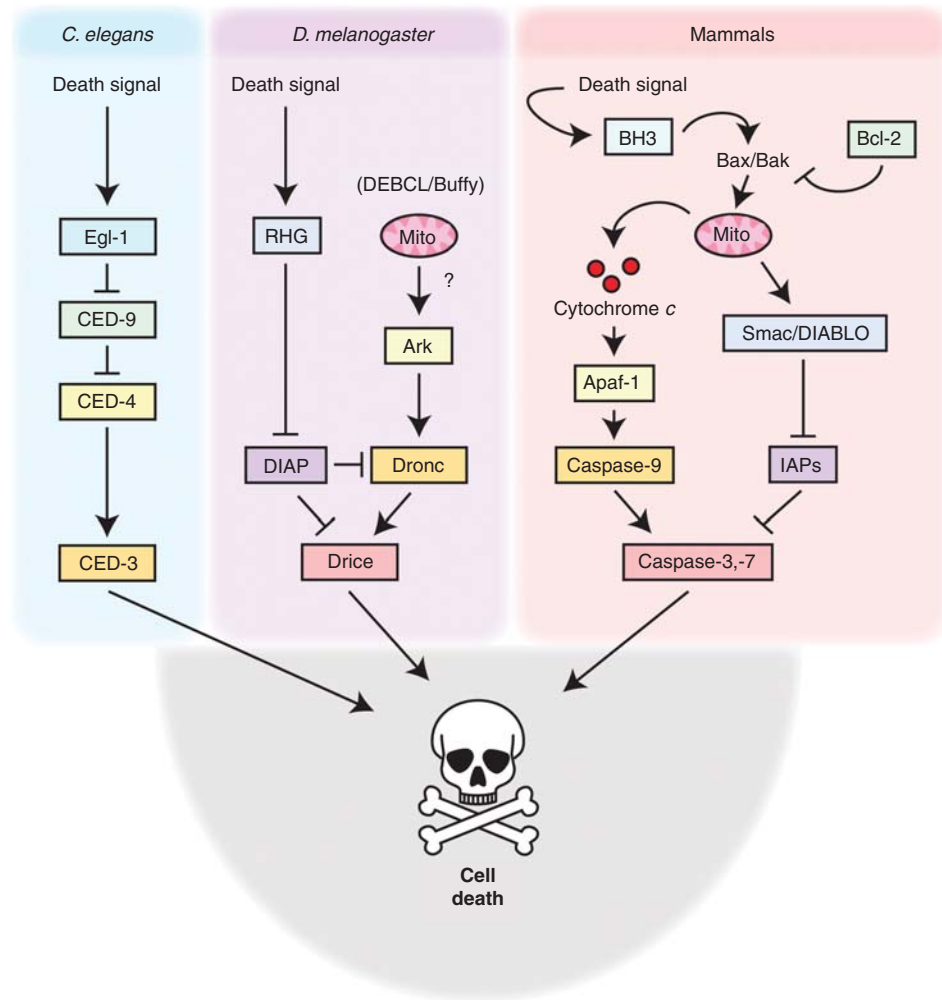 C. elegans
Death signal
Egl-1
CED-9
CED-4
CED-3
D. melanogaster
Death signal
(DEBCL/Buffy)
RHG
Mito
?
Ark
DIAP
Dronc
Drice
Mammals
Death signal
BH3
Bcl-2
Bax/Bak
Mito
Cytochrome c
Smac/DIABLO
Apaf-1
Caspase-9
IAPs
Caspase-3,-7
Cell
death